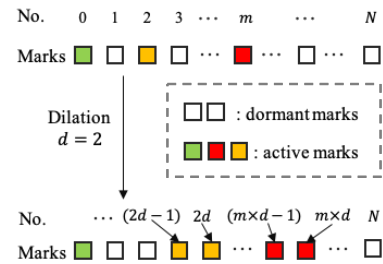 No. 0 1 2 3 ⋯ m ⋯ N
Marks ⋯ ⋯
Dilation
d = 2
: dormant marks
: active marks
No. ⋯ (2d − 1) 2d (m×d − 1) m×d N
Marks ⋯ ⋯